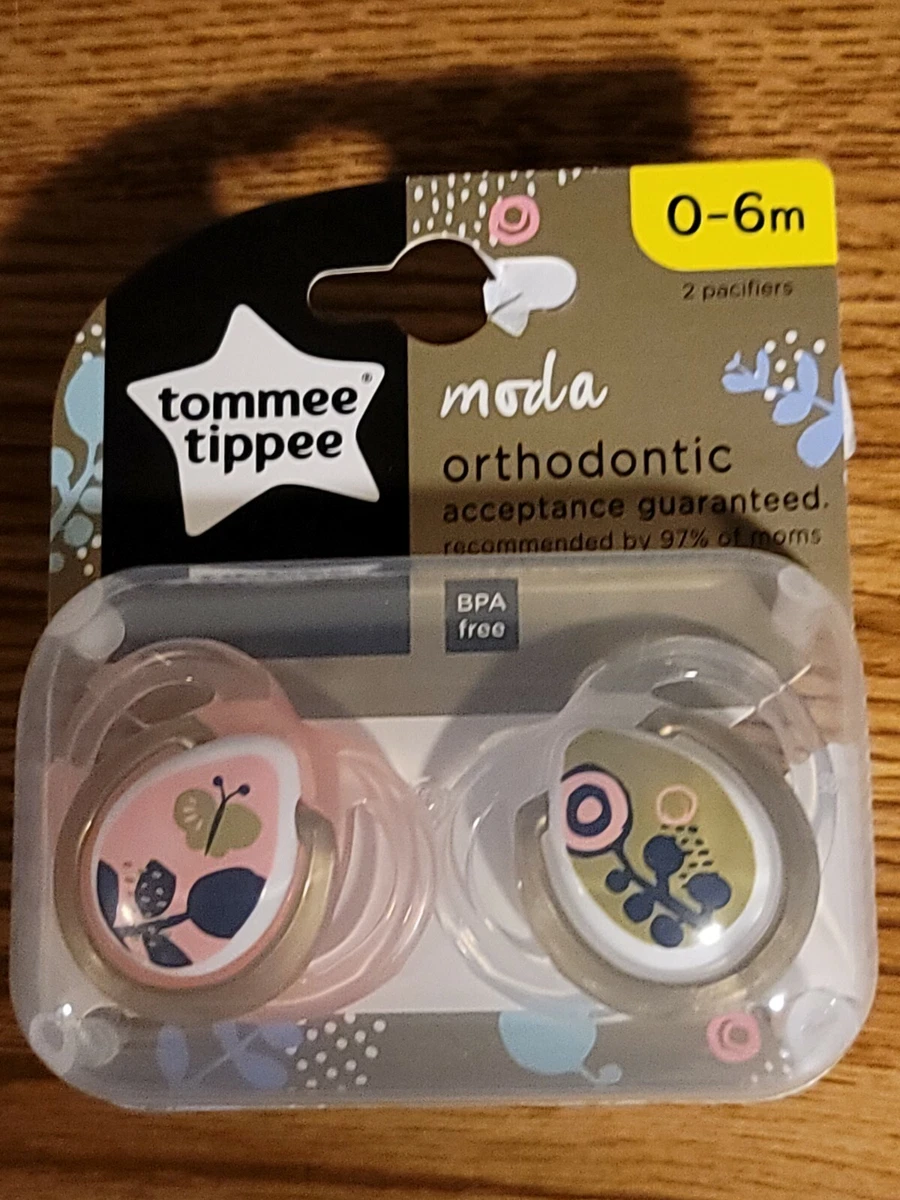 0-6m
2 pacifiers
tommee®
tippee
moda
orthodontic
acceptance guaranteed.
recommended by 97% of moms
BPA
free